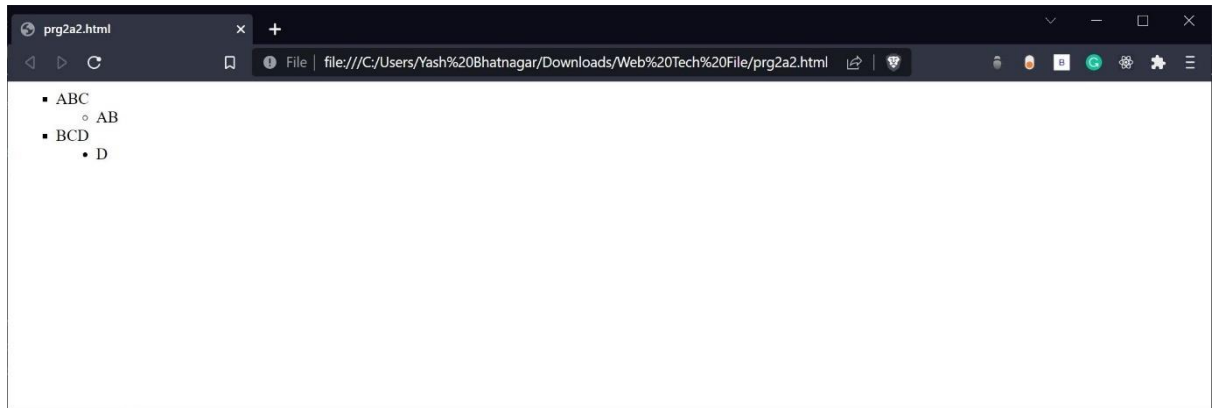 prg2a2.html
File | file:///C:/Users/Yash%20Bhatnagar/Downloads/Web%20Tech%20File/prg2a2.html
B
G
ABC
AB
BCD
D